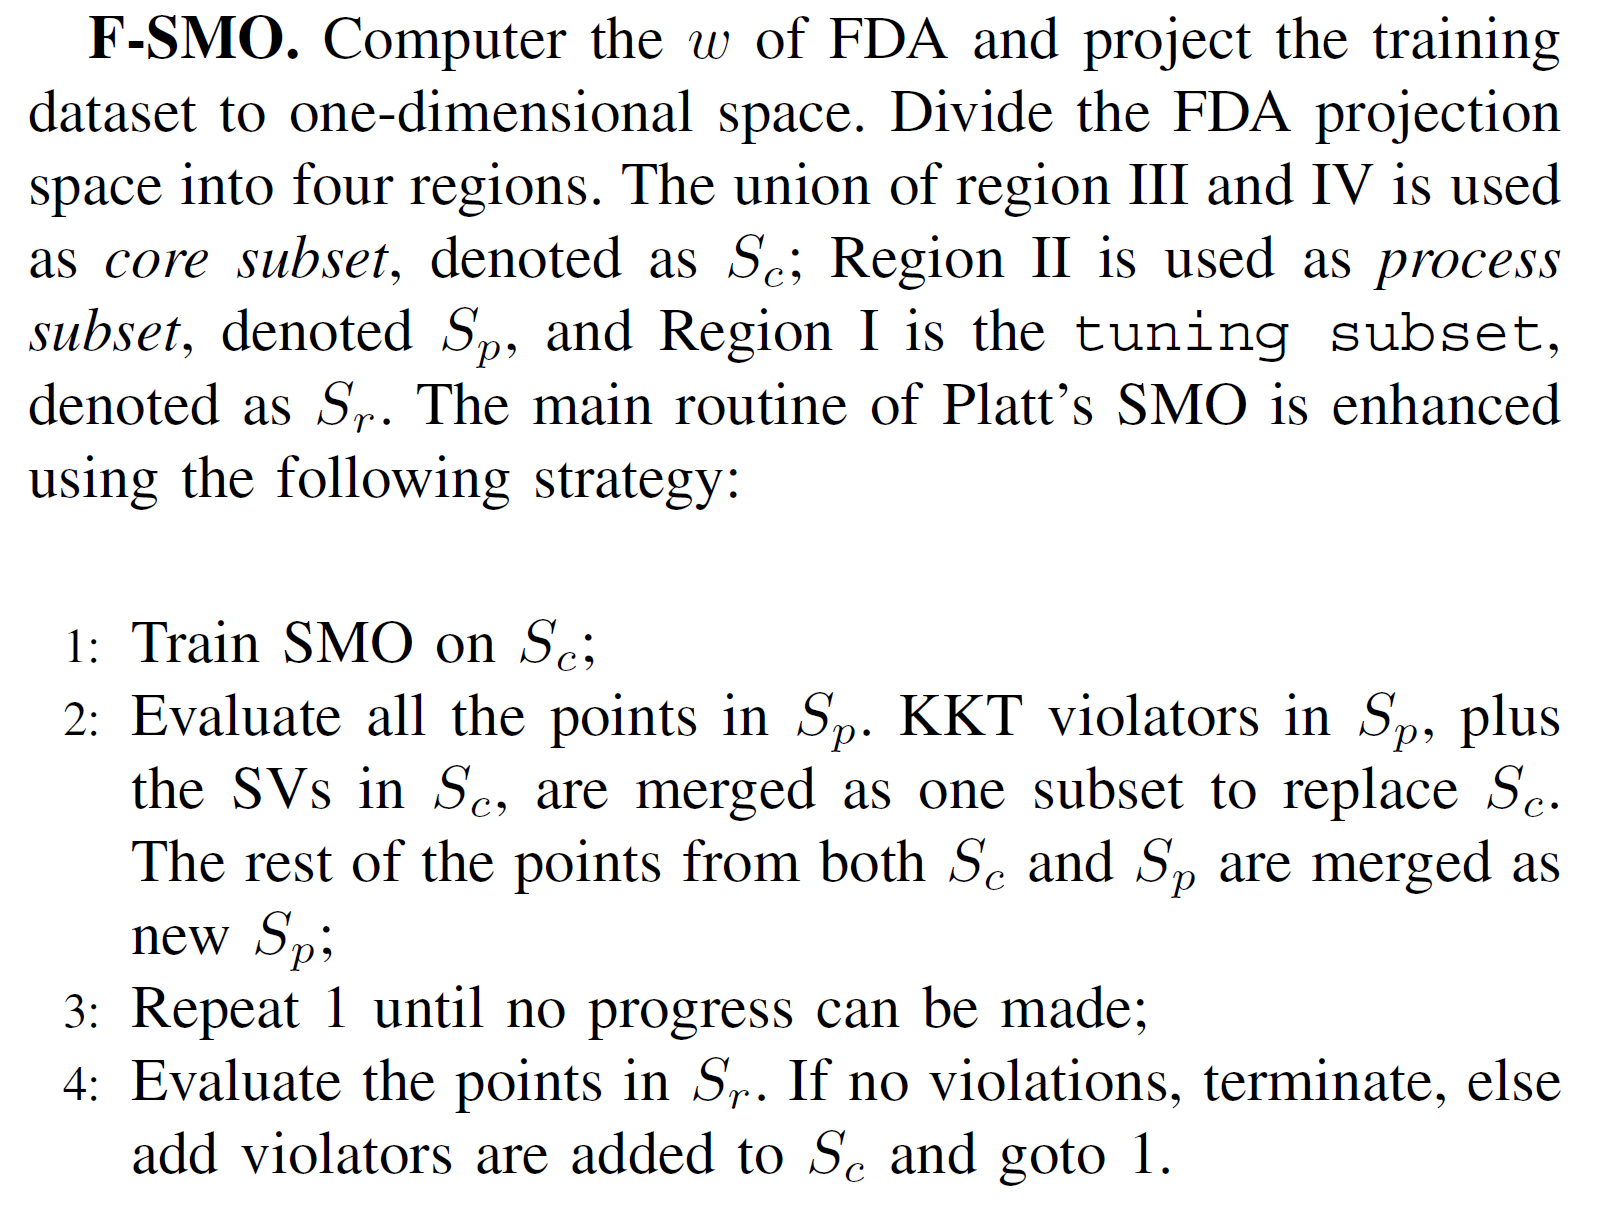 F-SMO. Computer the w of FDA and project the training
dataset to one-dimensional space. Divide the FDA projection
space into four regions. The union of region III and IV is used
as core subset, denoted as S_c; Region II is used as process
subset, denoted S_p, and Region I is the tuning subset,
denoted as S_r. The main routine of Platt's SMO is enhanced
using the following strategy:
1: Train SMO on S_c;
2: Evaluate all the points in S_p. KKT violators in S_p, plus
the SVs in S_c, are merged as one subset to replace S_c.
The rest of the points from both S_c and S_p are merged as
new S_p;
3: Repeat 1 until no progress can be made;
4: Evaluate the points in S_r. If no violations, terminate, else
add violators are added to S_c and goto 1.